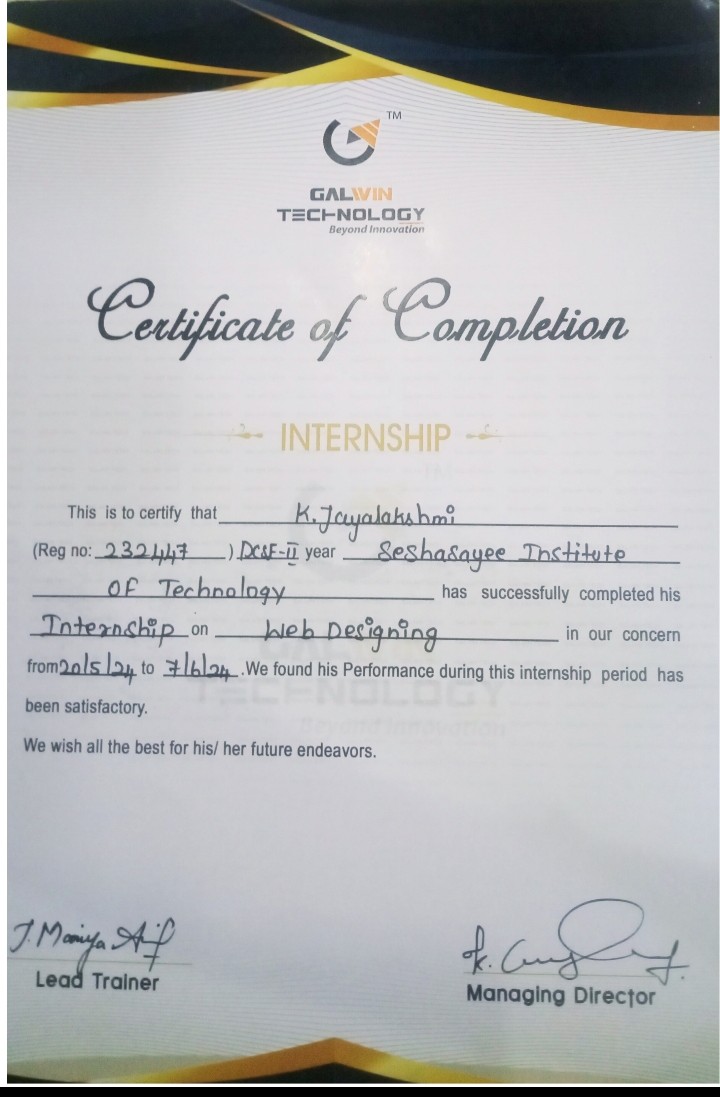 TM
GALWIN
TECHNOLOGY
Beyond Innovation
Certificate of Completion
INTERNSHIP
This is to certify that K. Jayalakshmi
(Reg no: 232447 ) DCSE-II year Seshasayee Institute
OF Technology has successfully completed his
Internship on Web Designing in our concern
from 20/5/24 to 7/6/24 .We found his Performance during this internship period has
been satisfactory.
We wish all the best for his/ her future endeavors.
Lead Trainer
Managing Director